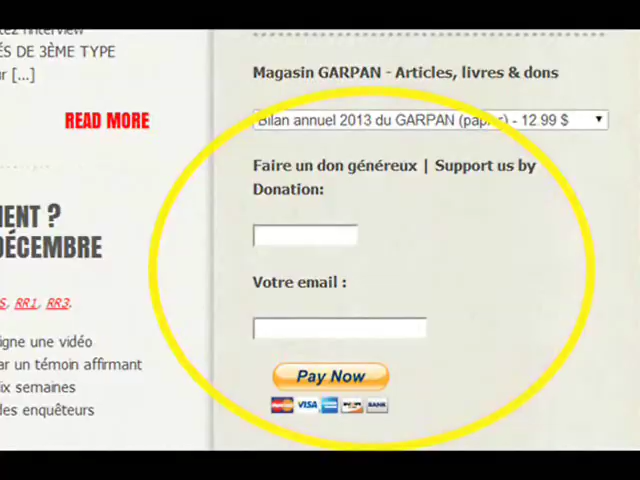 ÉS DE 3ÈME TYPE
ur [...]
READ MORE
MENT ?
DÉCEMBRE
RR1, RR3.
igne une vidéo
ar un témoin affirmant
ix semaines
des enquêteurs
Magasin GARPAN - Articles, livres & dons
Bilan annuel 2013 du GARPAN (papier) - 12.99 $
Faire un don généreux | Support us by
Donation:
Votre email :
Pay Now
VISA
BANK